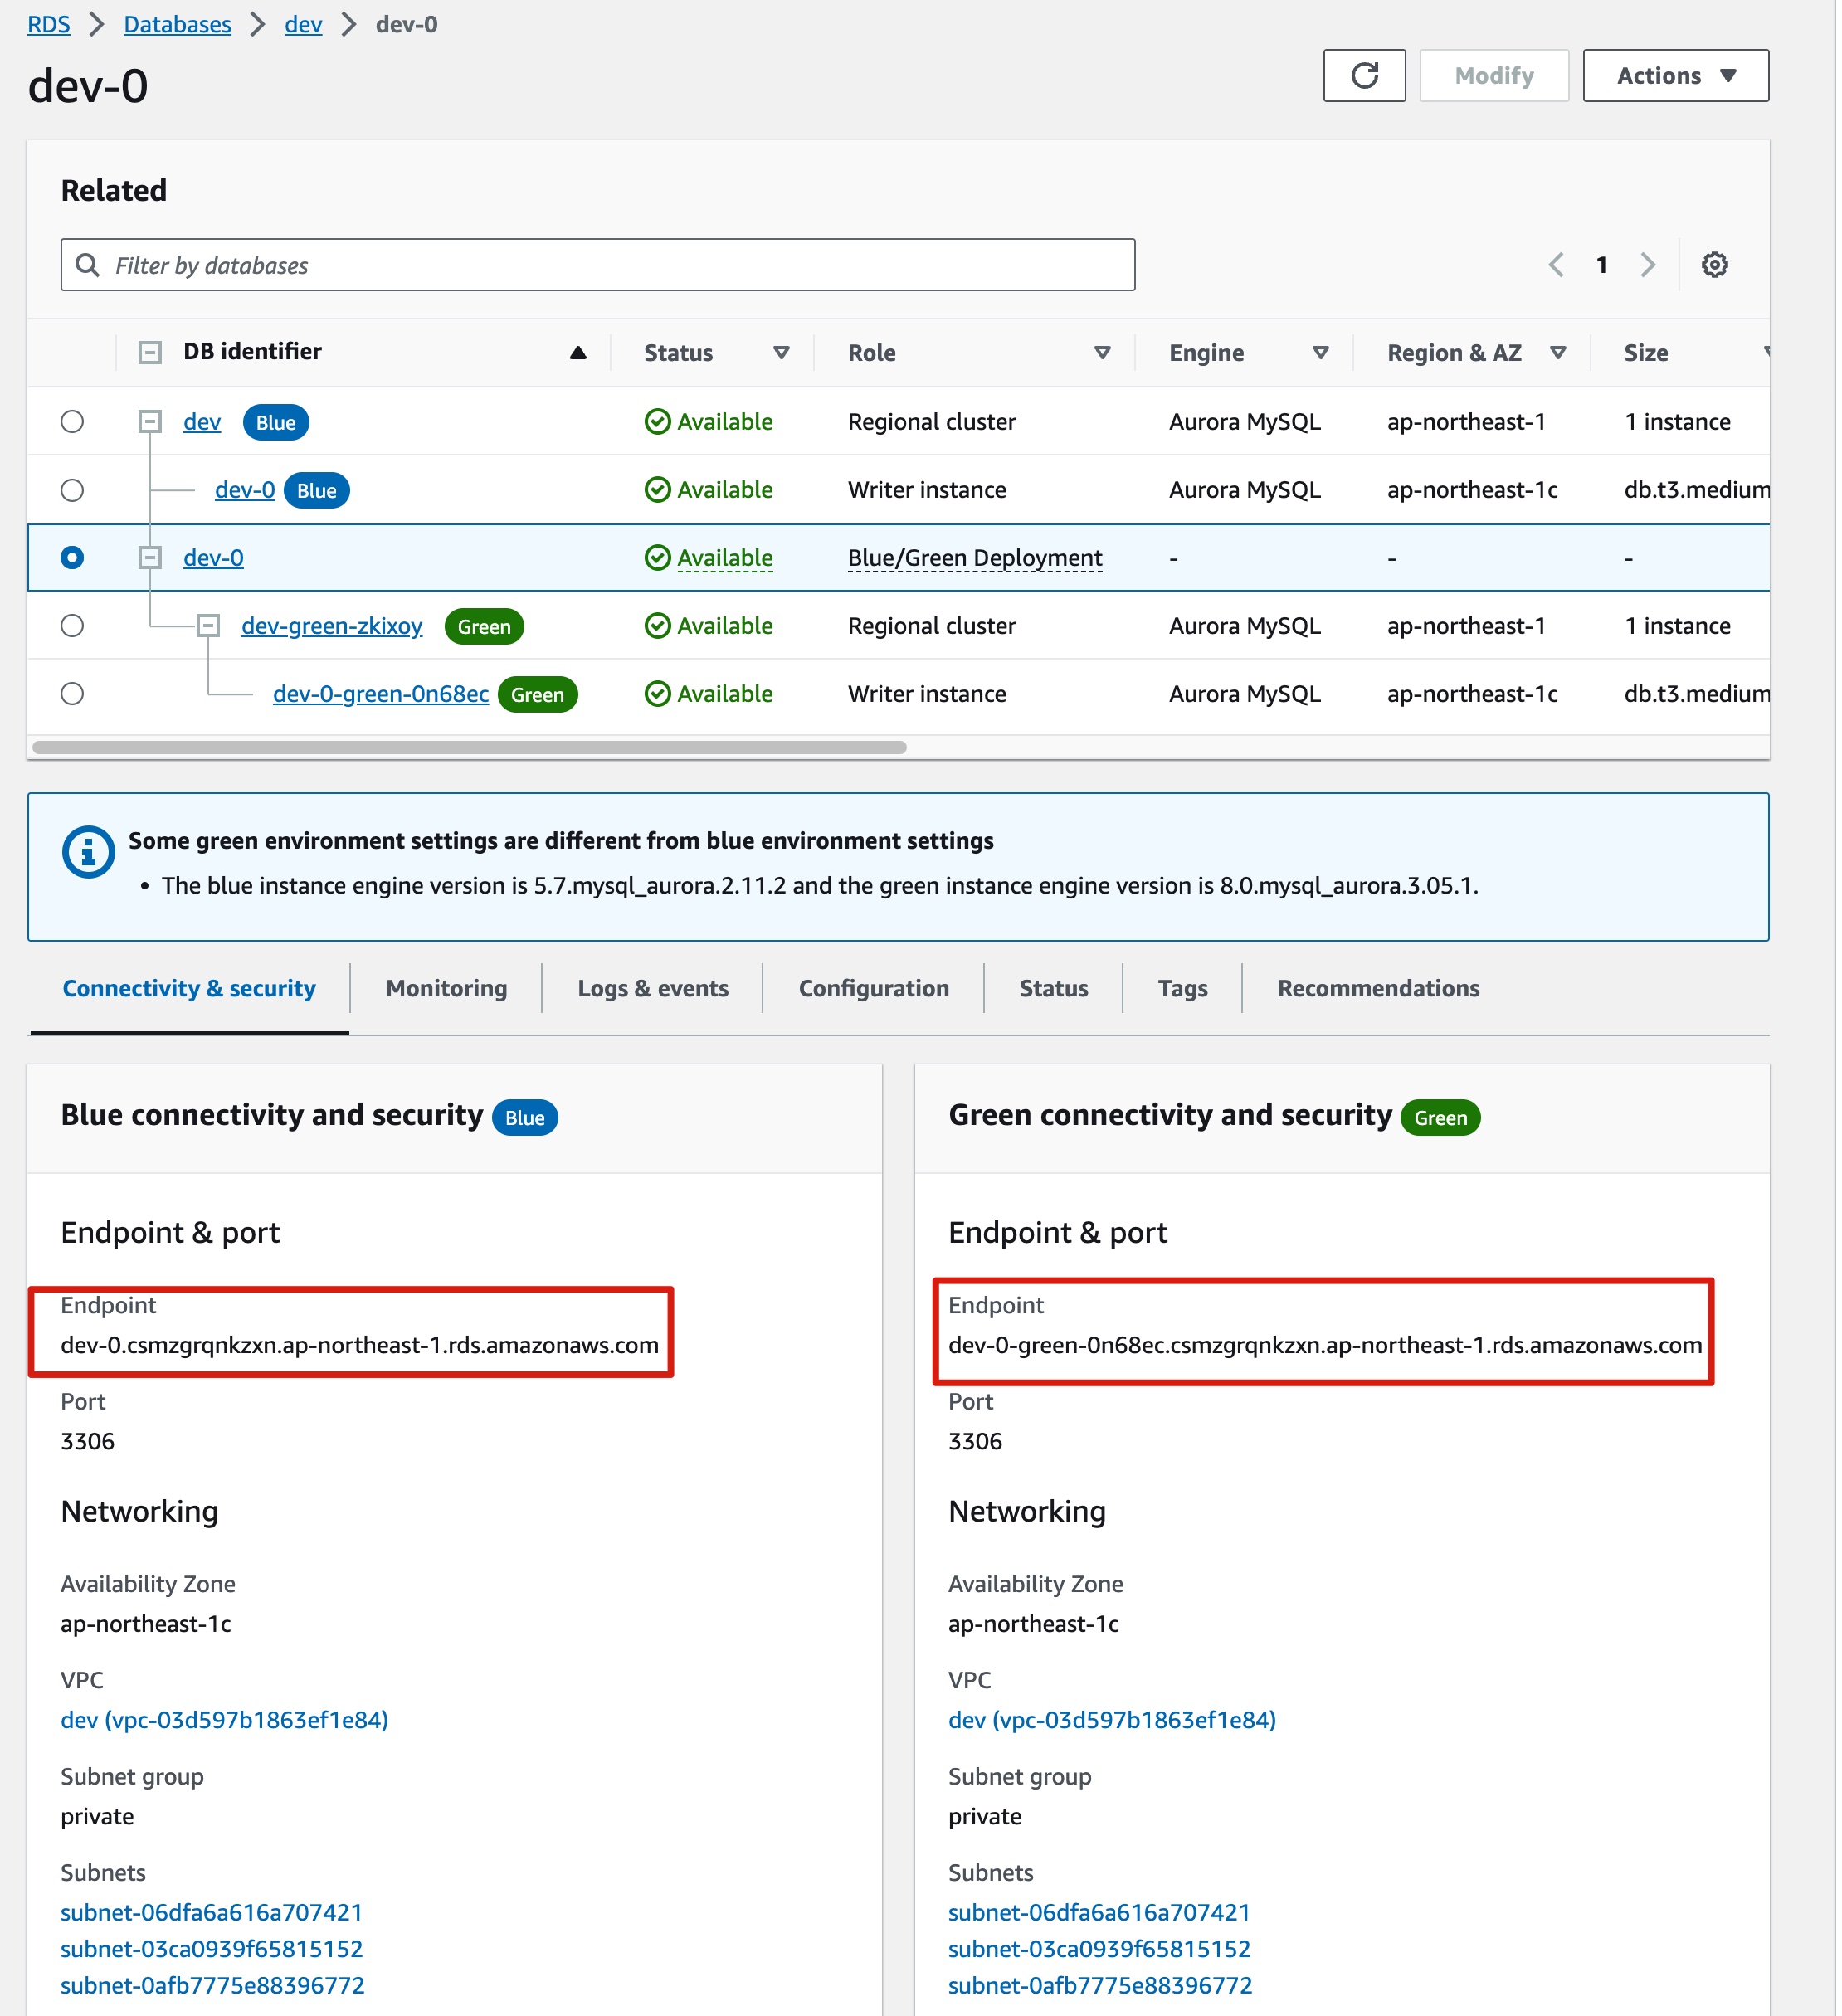 RDS > Databases > dev > dev-0
dev-0
Modify
Actions
Related
Filter by databases
1
DB identifier Status Role Engine Region & AZ Size
dev Blue Available Regional cluster Aurora MySQL ap-northeast-1 1 instance
dev-0 Blue Available Writer instance Aurora MySQL ap-northeast-1c db.t3.medium
dev-0 Available Blue/Green Deployment - - -
dev-green-zkixoy Green Available Regional cluster Aurora MySQL ap-northeast-1 1 instance
dev-0-green-0n68ec Green Available Writer instance Aurora MySQL ap-northeast-1c db.t3.medium
Some green environment settings are different from blue environment settings
• The blue instance engine version is 5.7.mysql_aurora.2.11.2 and the green instance engine version is 8.0.mysql_aurora.3.05.1.
Connectivity & security Monitoring Logs & events Configuration Status Tags Recommendations
Blue connectivity and security Blue
Endpoint & port
Endpoint
dev-0.csmzgrqnkzxn.ap-northeast-1.rds.amazonaws.com
Port
3306
Networking
Availability Zone
ap-northeast-1c
VPC
dev (vpc-03d597b1863ef1e84)
Subnet group
private
Subnets
subnet-06dfa6a616a707421
subnet-03ca0939f65815152
subnet-0afb7775e88396772
Green connectivity and security Green
Endpoint & port
Endpoint
dev-0-green-0n68ec.csmzgrqnkzxn.ap-northeast-1.rds.amazonaws.com
Port
3306
Networking
Availability Zone
ap-northeast-1c
VPC
dev (vpc-03d597b1863ef1e84)
Subnet group
private
Subnets
subnet-06dfa6a616a707421
subnet-03ca0939f65815152
subnet-0afb7775e88396772